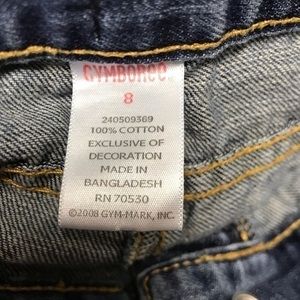 GYMBOREE
8
240509369
100% COTTON
EXCLUSIVE OF
DECORATION
MADE IN
BANGLADESH
RN 70530
©2008 GYM-MARK, INC.